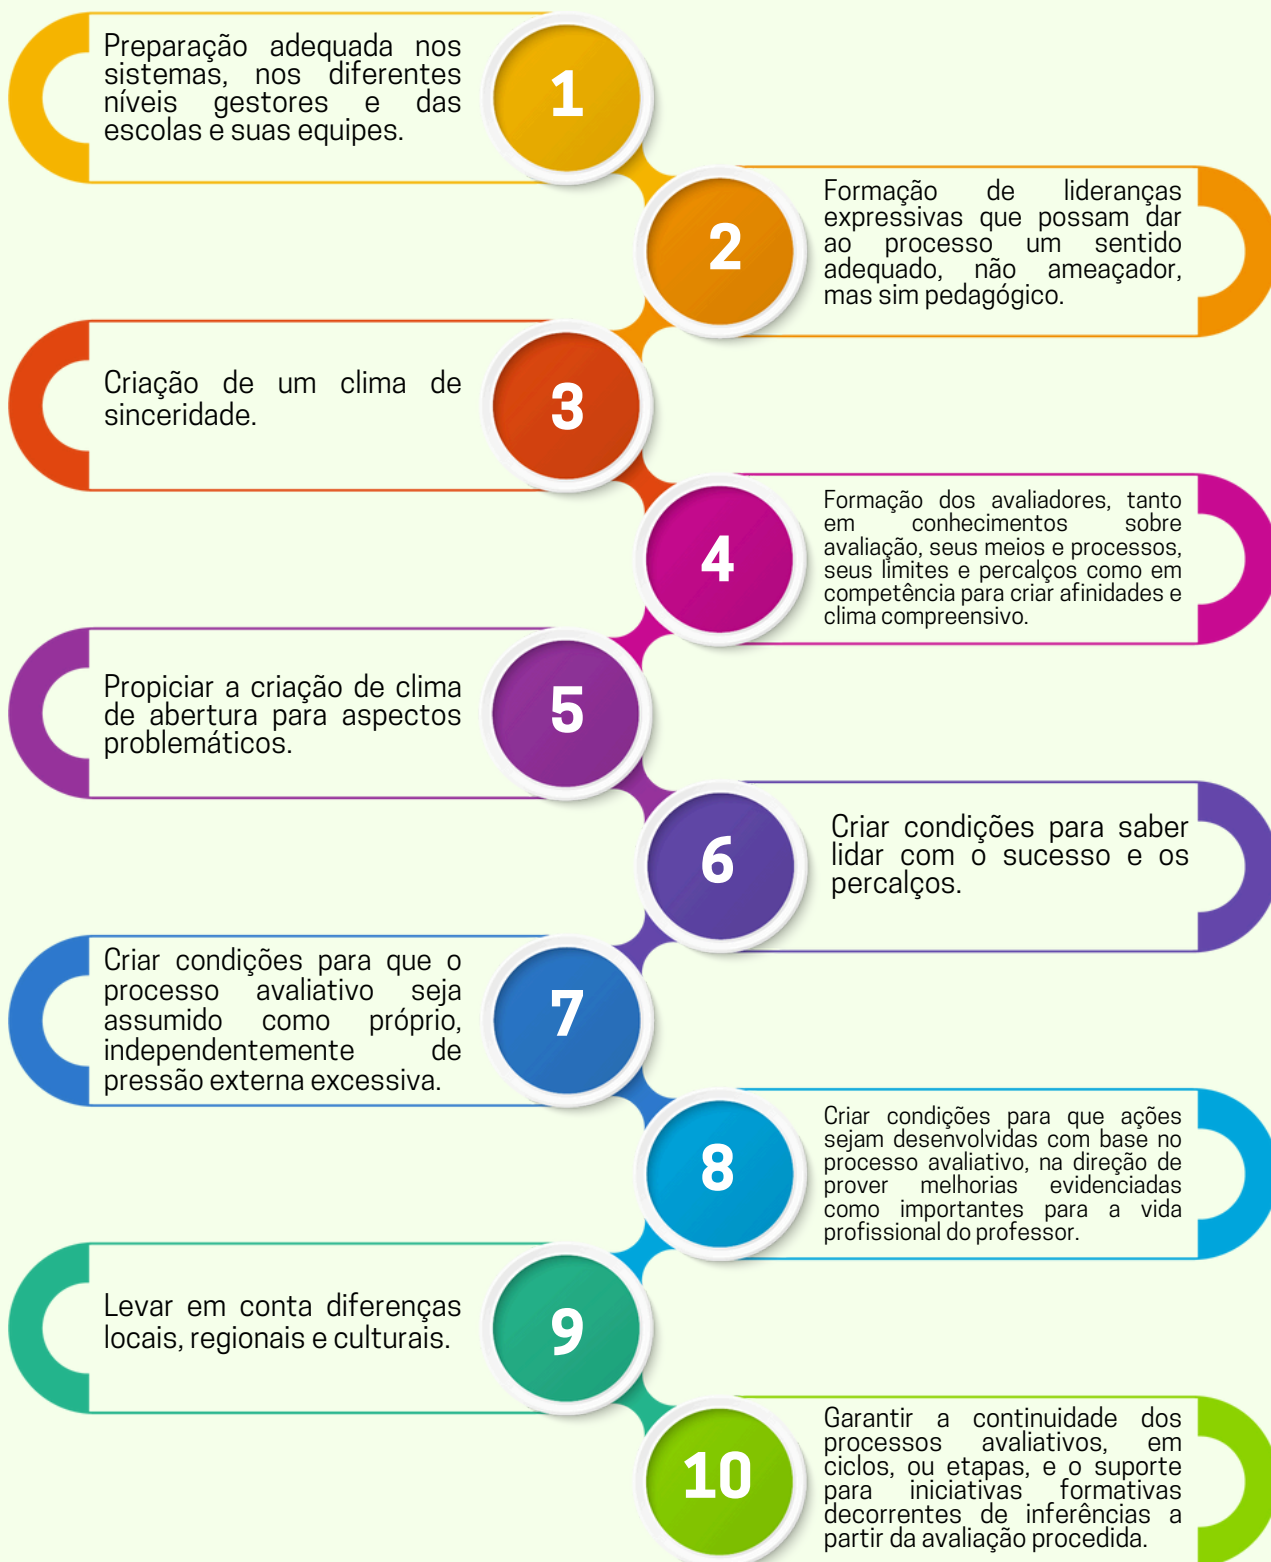 Preparação adequada nos
sistemas, nos diferentes
níveis gestores e das
escolas e suas equipes.
1
Formação de lideranças
expressivas que possam dar
ao processo um sentido
adequado, não ameaçador,
mas sim pedagógico.
2
Criação de um clima de
sinceridade.
3
Formação dos avaliadores, tanto
em conhecimentos sobre
avaliação, seus meios e processos,
seus limites e percalços como em
competência para criar afinidades e
clima compreensivo.
4
Propiciar a criação de clima
de abertura para aspectos
problemáticos.
5
Criar condições para saber
lidar com o sucesso e os
percalços.
6
Criar condições para que o
processo avaliativo seja
assumido como próprio,
independentemente de
pressão externa excessiva.
7
Criar condições para que ações
sejam desenvolvidas com base no
processo avaliativo, na direção de
prover melhorias evidenciadas
como importantes para a vida
profissional do professor.
8
Levar em conta diferenças
locais, regionais e culturais.
9
Garantir a continuidade dos
processos avaliativos, em
ciclos, ou etapas, e o suporte
para iniciativas formativas
decorrentes de inferências a
partir da avaliação procedida.
10